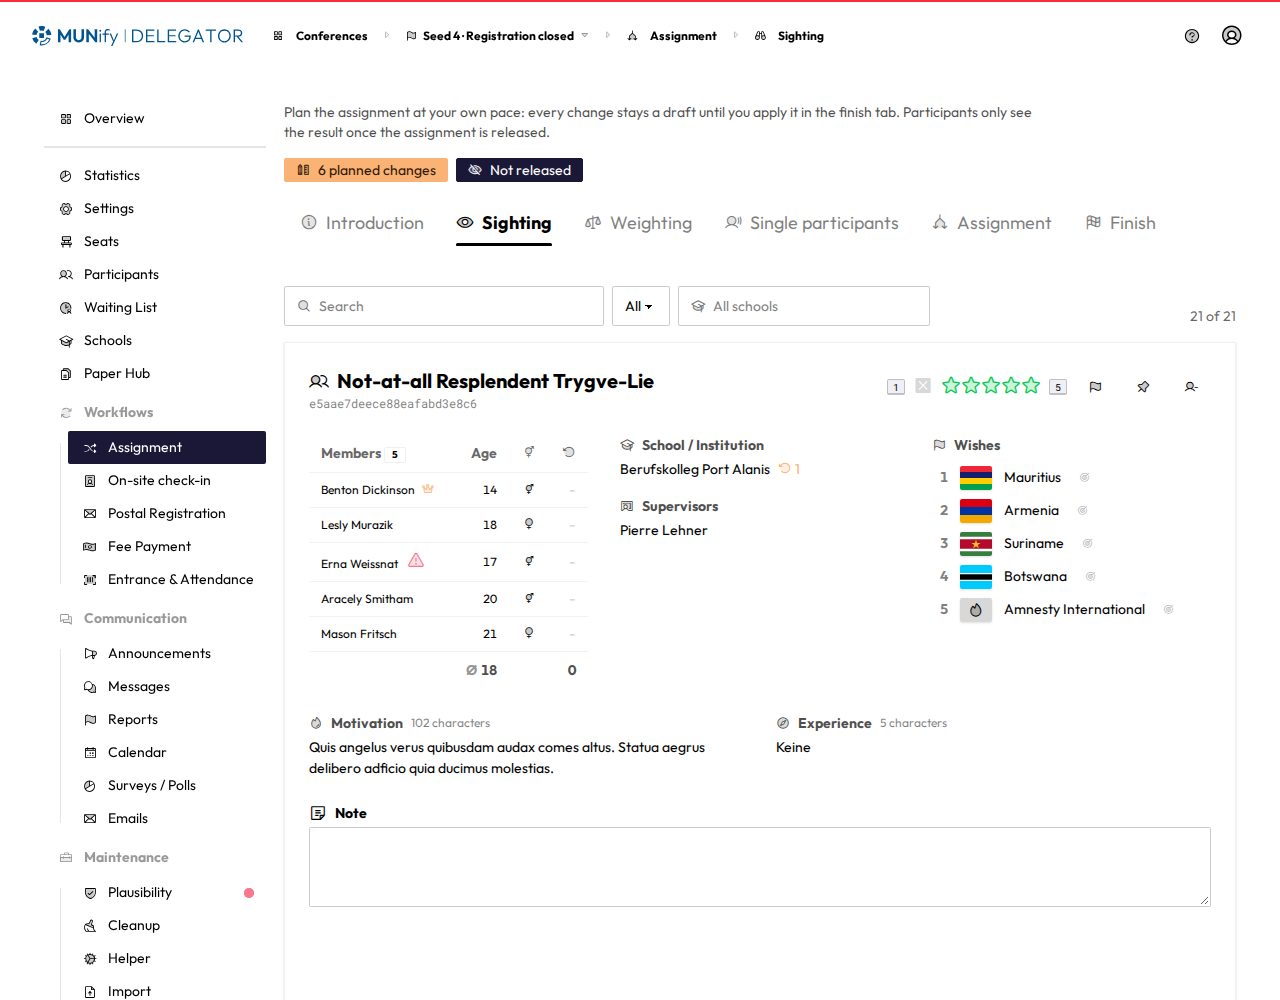 MUNify | DELEGATOR
Conferences
Seed 4 · Registration closed
Assignment
Sighting
Overview
Statistics
Settings
Seats
Participants
Waiting List
Schools
Paper Hub
Workflows
Assignment
On-site check-in
Postal Registration
Fee Payment
Entrance & Attendance
Communication
Announcements
Messages
Reports
Calendar
Surveys / Polls
Emails
Maintenance
Plausibility
Cleanup
Helper
Import
Plan the assignment at your own pace: every change stays a draft until you apply it in the finish tab. Participants only see
the result once the assignment is released.
6 planned changes
Not released
Introduction
Sighting
Weighting
Single participants
Assignment
Finish
Search
All
All schools
21 of 21
Not-at-all Resplendent Trygve-Lie
e5aae7deece88eafabd3e8c6
1
5
Members 5 Age
Benton Dickinson 14 –
Lesly Murazik 18 –
Erna Weissnat 17 –
Aracely Smitham 20 –
Mason Fritsch 21 –
Ø 18 0
School / Institution
Berufskolleg Port Alanis 1
Supervisors
Pierre Lehner
Wishes
1 Mauritius
2 Armenia
3 Suriname
4 Botswana
5 Amnesty International
Motivation 102 characters
Quis angelus verus quibusdam audax comes altus. Statua aegrus
delibero adficio quia ducimus molestias.
Experience 5 characters
Keine
Note